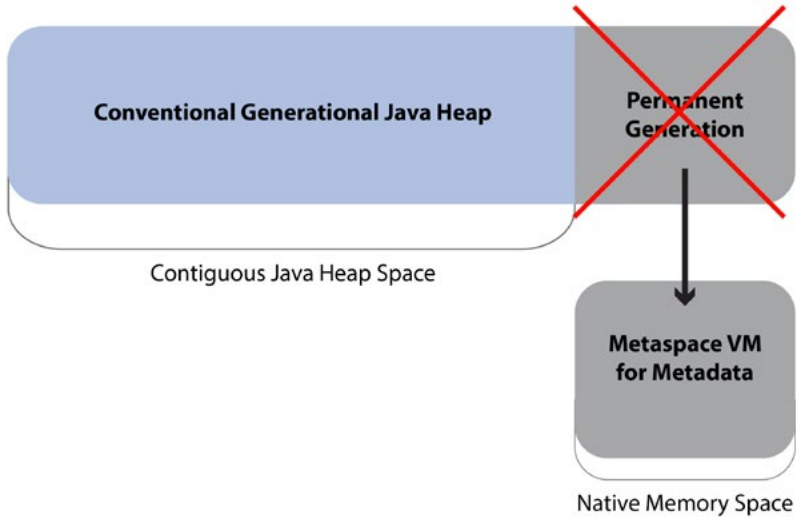 Conventional Generational Java Heap
Permanent
Generation
Contiguous Java Heap Space
Metaspace VM
for Metadata
Native Memory Space